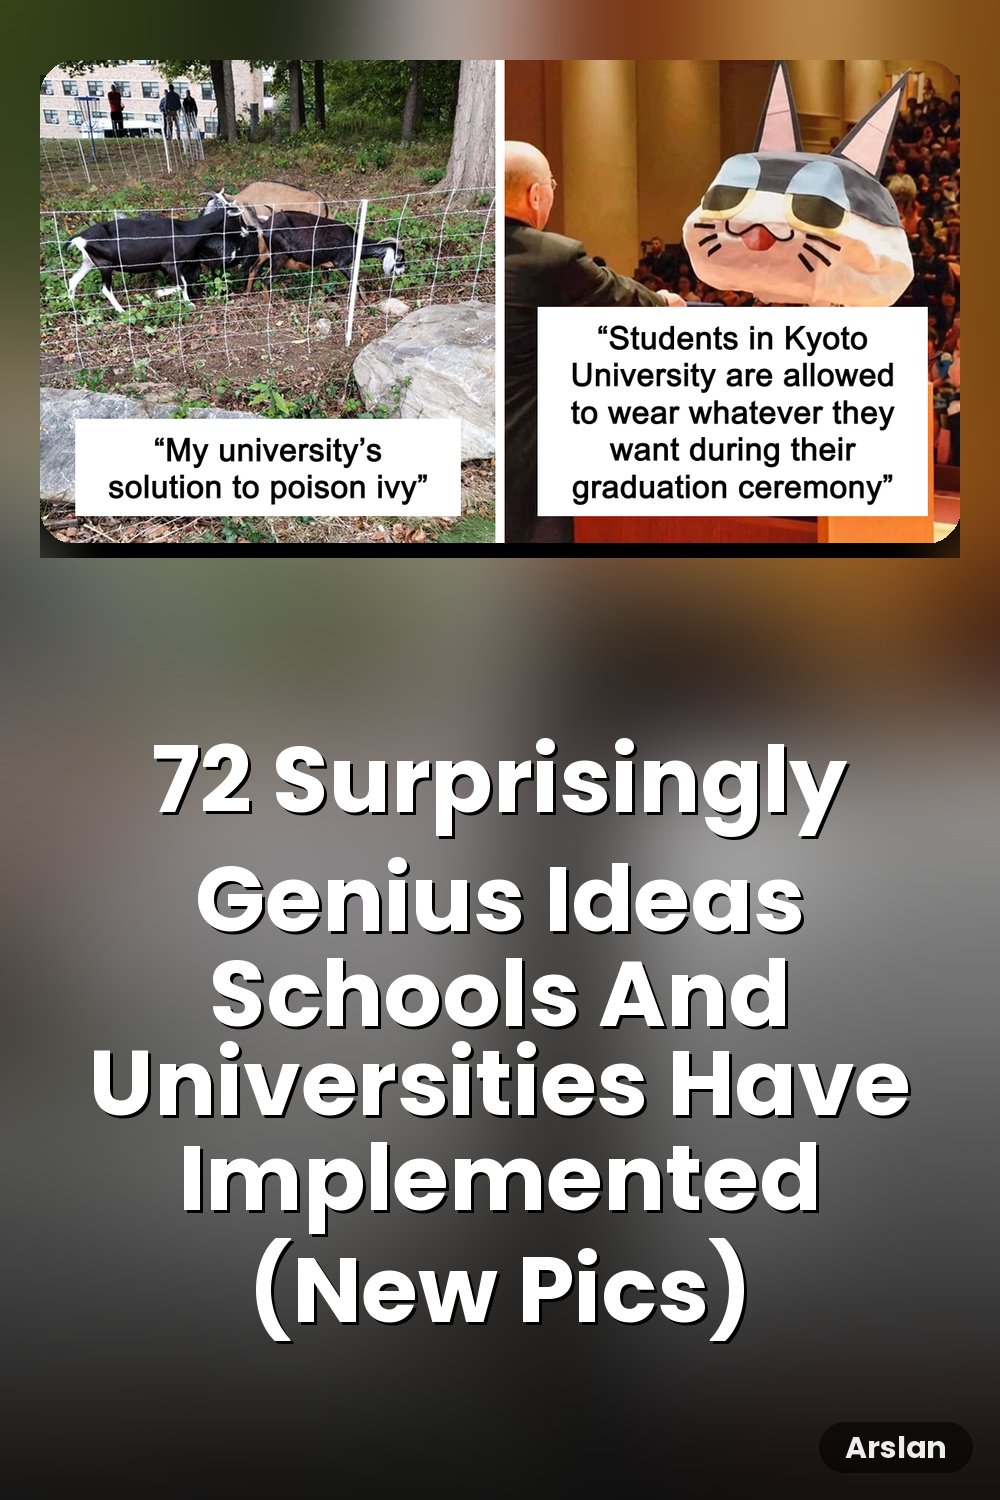 “My university’s
solution to poison ivy”
“Students in Kyoto
University are allowed
to wear whatever they
want during their
graduation ceremony”
72 Surprisingly
Genius Ideas
Schools And
Universities Have
Implemented
(New Pics)
Arslan